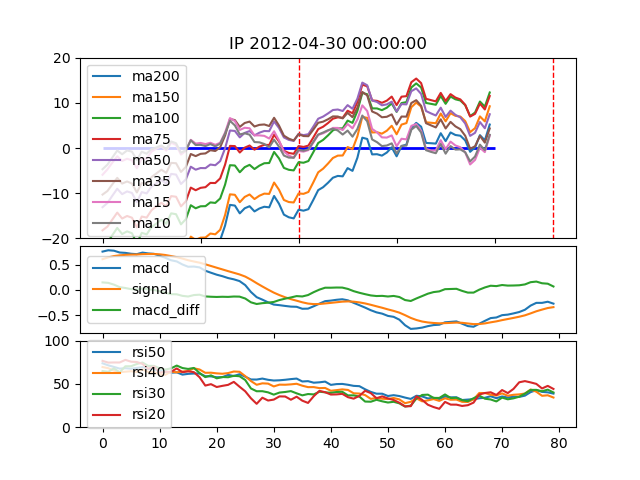 IP 2012-04-30 00:00:00
20
10
0
−10
−20
ma200
ma150
ma100
ma75
ma50
ma35
ma15
ma10
0.5
0.0
−0.5
macd
signal
macd_diff
100
50
0
rsi50
rsi40
rsi30
rsi20
0 10 20 30 40 50 60 70 80